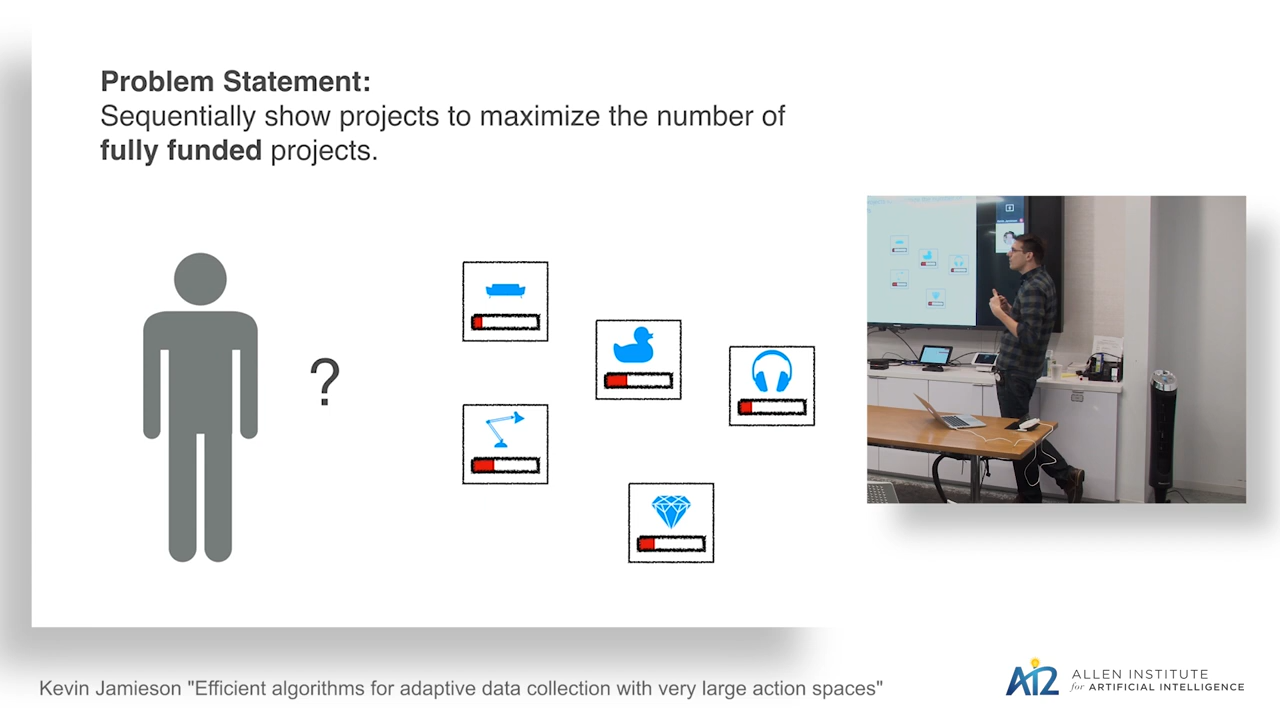 Problem Statement:
Sequentially show projects to maximize the number of
fully funded projects.
?
Kevin Jamieson "Efficient algorithms for adaptive data collection with very large action spaces"
AI2
ALLEN INSTITUTE
for ARTIFICIAL INTELLIGENCE